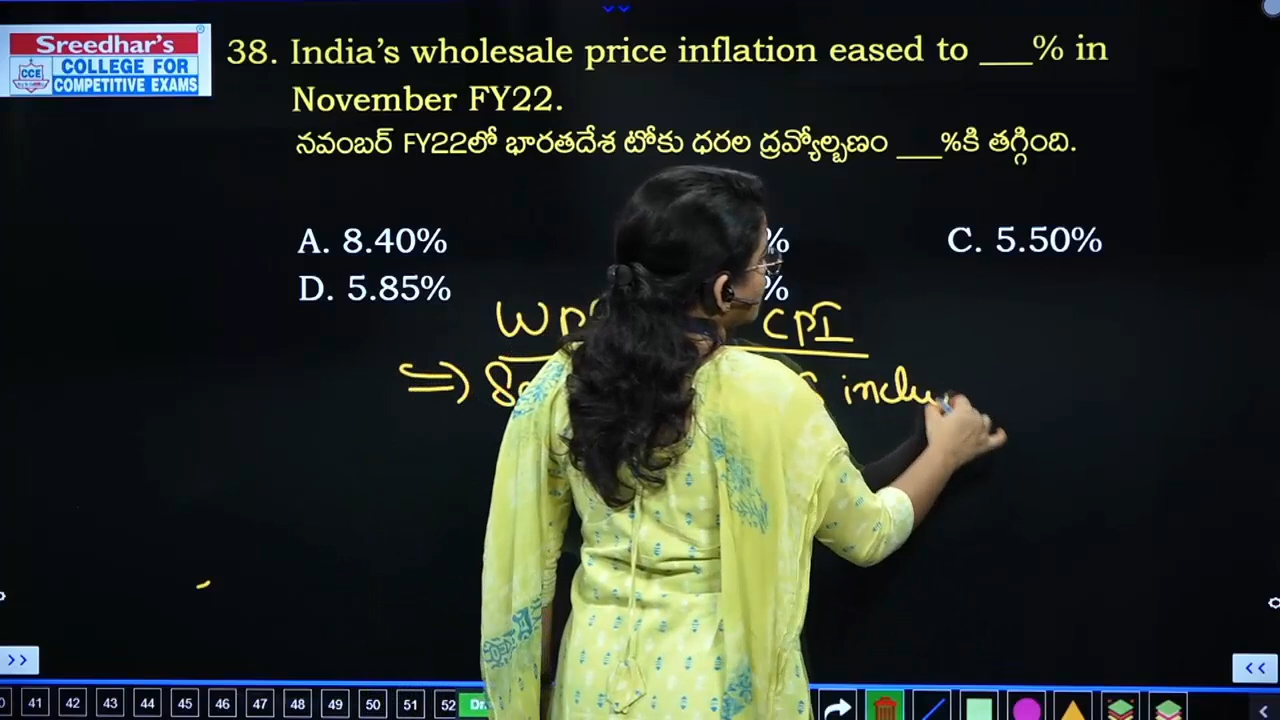 Sreedhar's
CCE
COLLEGE FOR
COMPETITIVE EXAMS
38. India's wholesale price inflation eased to ___% in
November FY22.
నవంబర్ FY22లో భారతదేశ టోకు ధరల ద్రవ్యోల్బణం ___%కి తగ్గింది.
A. 8.40% % C. 5.50%
D. 5.85% %
CPI
⇒ inclu
>> <<
41 42 43 44 45 46 47 48 49 50 51 52